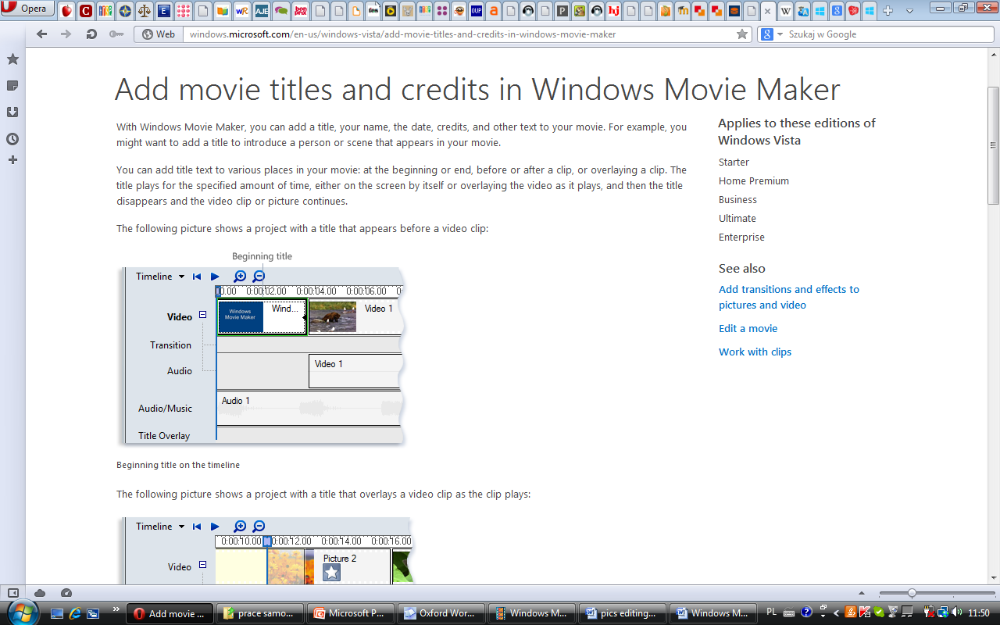 Opera
Web
windows.microsoft.com/en-us/windows-vista/add-movie-titles-and-credits-in-windows-movie-maker
Szukaj w Google
Add movie titles and credits in Windows Movie Maker
With Windows Movie Maker, you can add a title, your name, the date, credits, and other text to your movie. For example, you
might want to add a title to introduce a person or scene that appears in your movie.
You can add title text to various places in your movie: at the beginning or end, before or after a clip, or overlaying a clip. The
title plays for the specified amount of time, either on the screen by itself or overlaying the video as it plays, and then the title
disappears and the video clip or picture continues.
The following picture shows a project with a title that appears before a video clip:
Beginning title
Timeline
0.00 0:00:02.00 0:00:04.00 0:00:06.00
Video
Windows
Movie Maker
Wind...
Video 1
Transition
Audio
Video 1
Audio/Music
Audio 1
Title Overlay
Beginning title on the timeline
The following picture shows a project with a title that overlays a video clip as the clip plays:
Timeline
0:00:10.00 0:00:12.00 0:00:14.00 0:00:16.00
Video
Picture 2
Applies to these editions of
Windows Vista
Starter
Home Premium
Business
Ultimate
Enterprise
See also
Add transitions and effects to
pictures and video
Edit a movie
Work with clips
Add movie ...
prace samo...
Microsoft P...
Oxford Wor...
Windows M...
pics editing...
Windows M...
PL
11:50